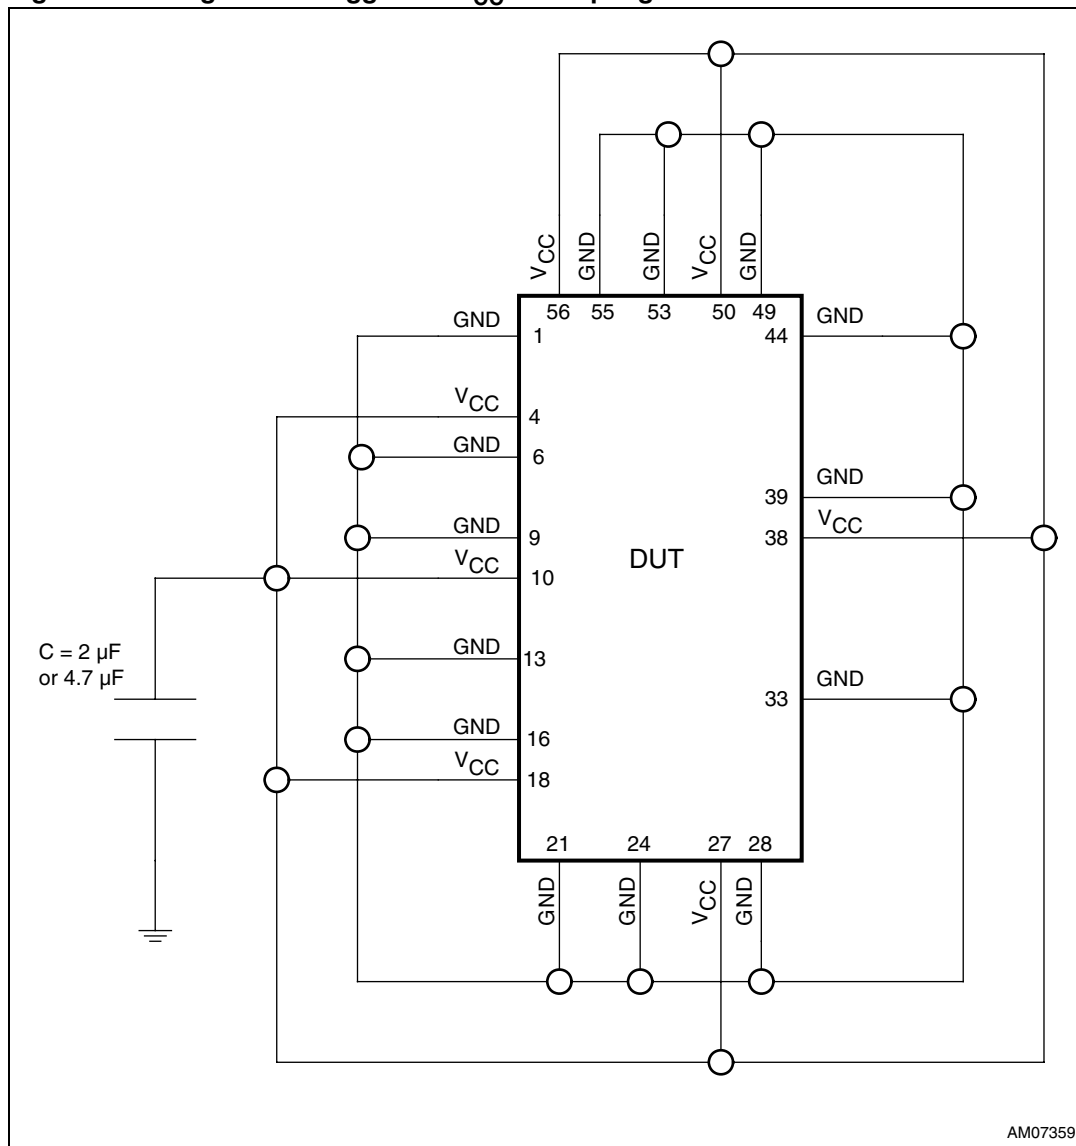 VCC
GND
GND
VCC
GND
56 55 53 50 49
GND
1
44
GND
VCC
4
GND
6
39
GND
GND
9
38
VCC
VCC
10
DUT
C = 2 µF
or 4.7 µF
GND
13
33
GND
GND
16
VCC
18
21 24 27 28
GND
GND
VCC
GND
AM07359